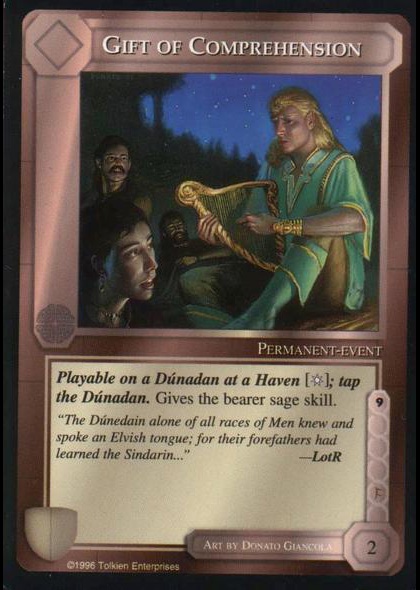 GIFT OF COMPREHENSION
PERMANENT-EVENT
Playable on a Dúnadan at a Haven [☼]; tap
the Dúnadan. Gives the bearer sage skill.
"The Dúnedain alone of all races of Men knew and
spoke an Elvish tongue; for their forefathers had
learned the Sindarin..." —LotR
9
F
ART BY DONATO GIANCOLA
2
©1996 Tolkien Enterprises